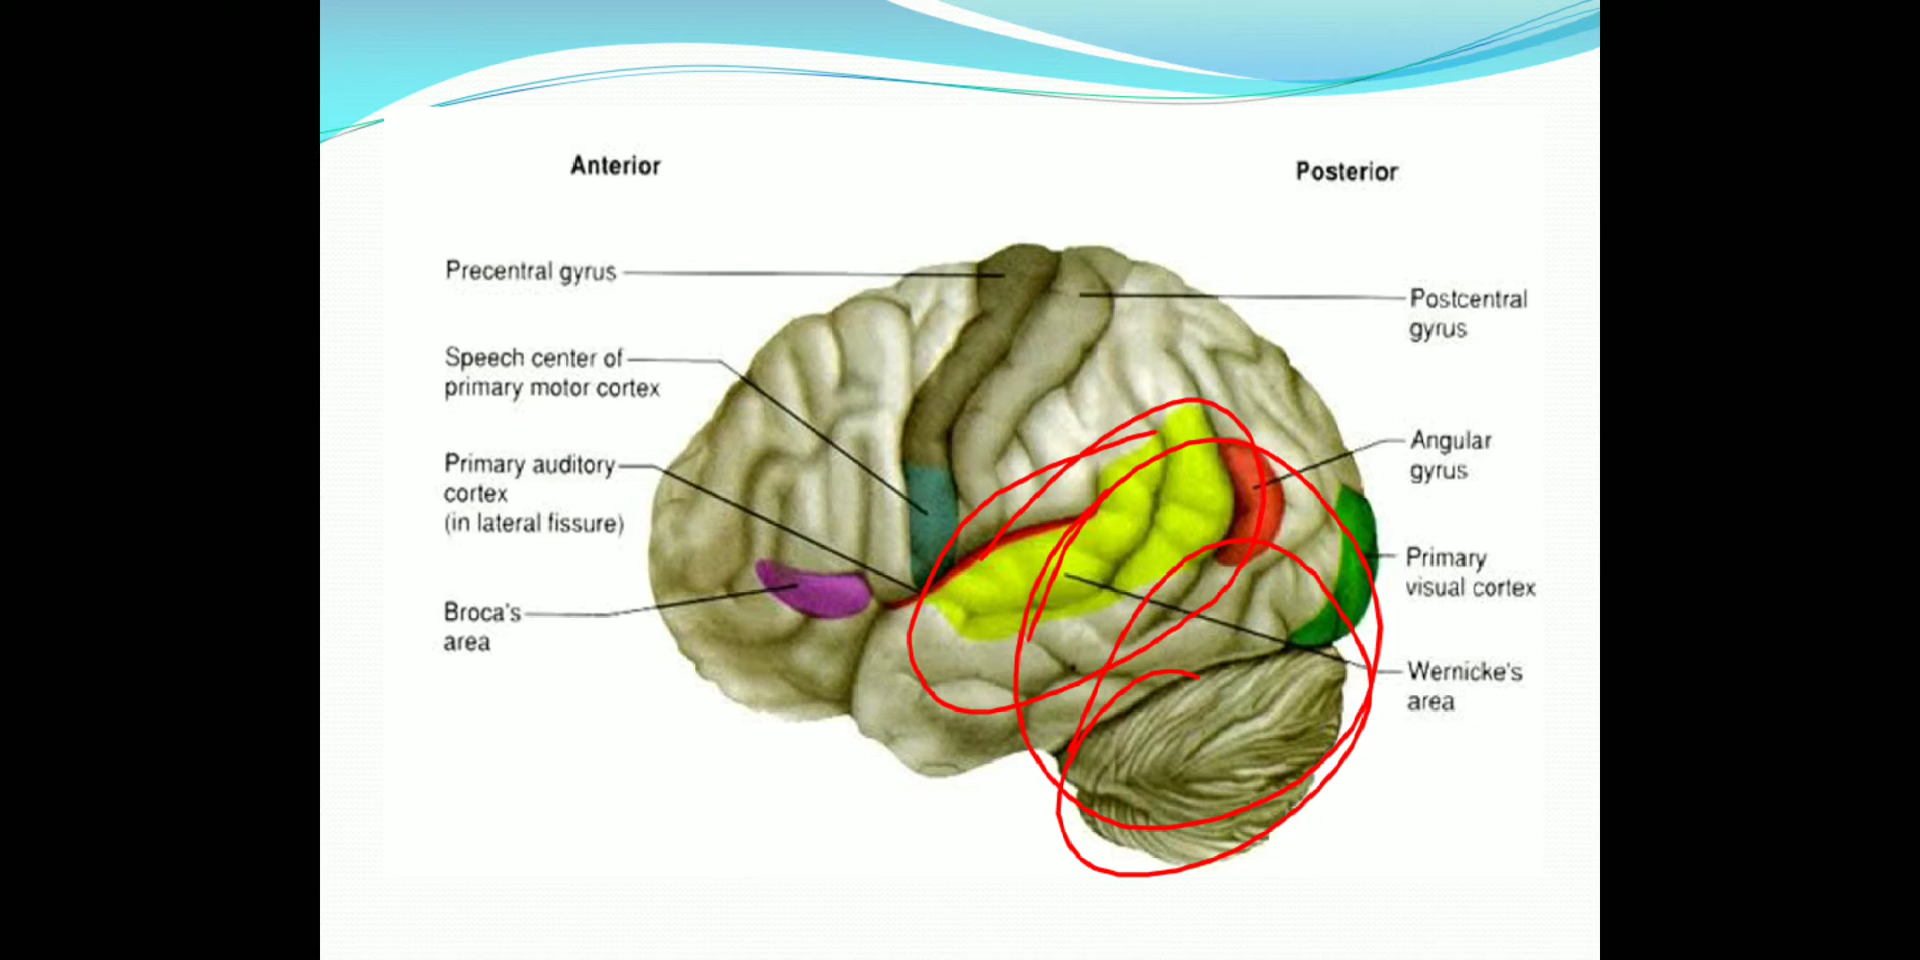 Anterior
Posterior
Precentral gyrus
Speech center of
primary motor cortex
Primary auditory
cortex
(in lateral fissure)
Broca's
area
Postcentral
gyrus
Angular
gyrus
Primary
visual cortex
Wernicke's
area